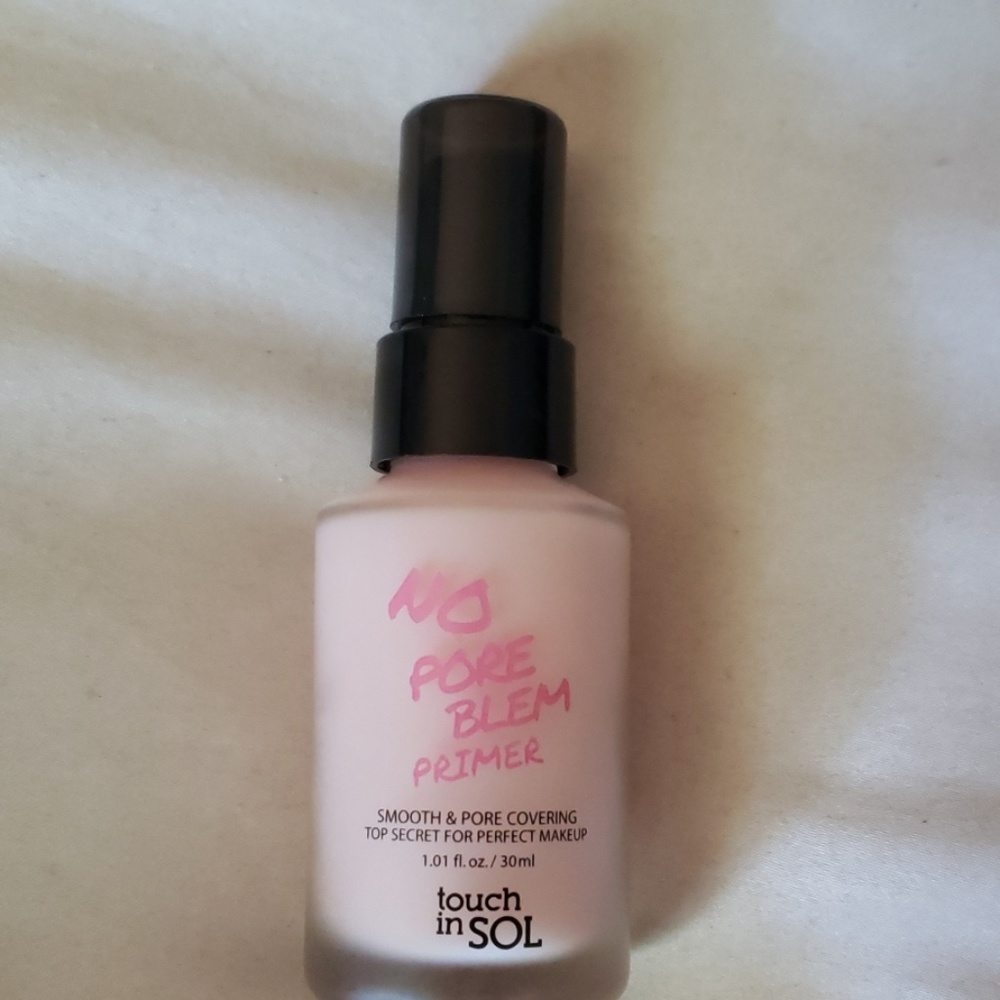 NO
PORE
BLEM
PRIMER
SMOOTH & PORE COVERING
TOP SECRET FOR PERFECT MAKEUP
1.01 fl. oz. / 30ml
touch
in SOL